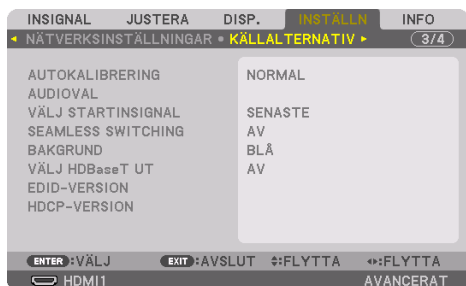 INSIGNAL JUSTERA DISP. INSTÄLLN INFO
◂ NÄTVERKSINSTÄLLNINGAR • KÄLLALTERNATIV ▸ 3/4
AUTOKALIBRERING NORMAL
AUDIOVAL
VÄLJ STARTINSIGNAL SENASTE
SEAMLESS SWITCHING AV
BAKGRUND BLÅ
VÄLJ HDBaseT UT AV
EDID-VERSION
HDCP-VERSION
ENTER:VÄLJ EXIT:AVSLUT ◆:FLYTTA ◂▸:FLYTTA
HDMI1 AVANCERAT